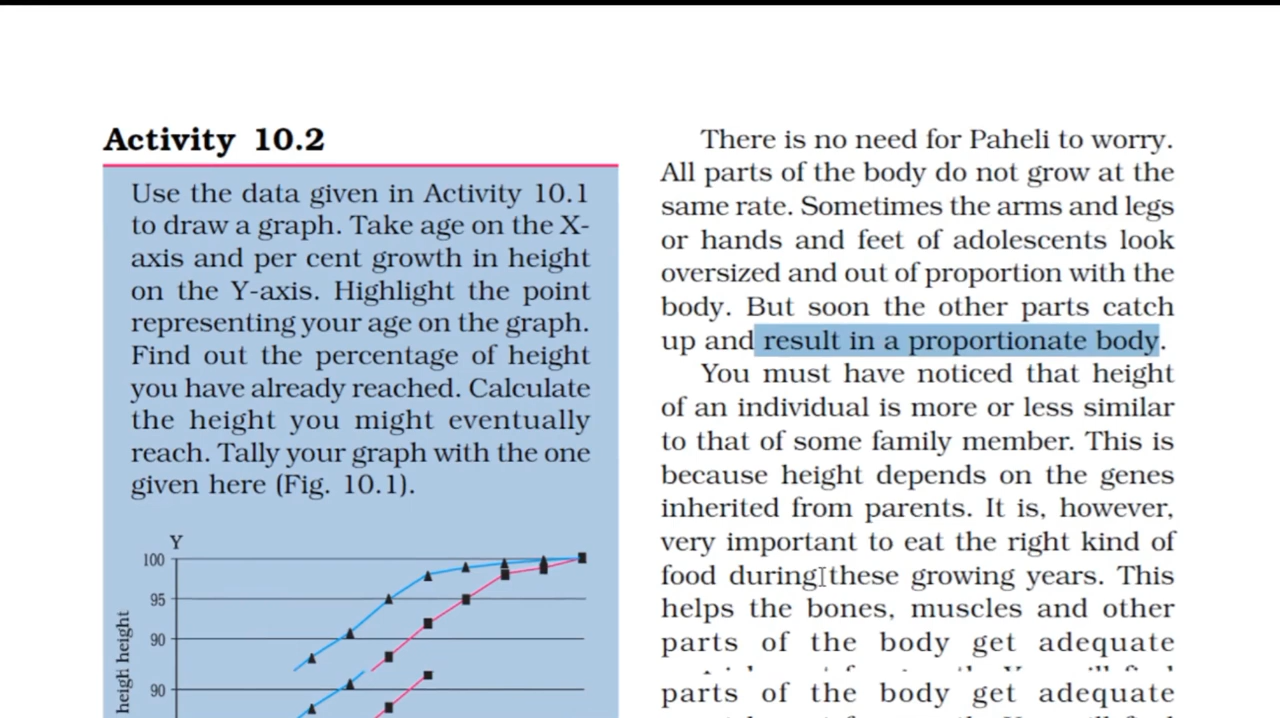 Activity 10.2
Use the data given in Activity 10.1
to draw a graph. Take age on the X-
axis and per cent growth in height
on the Y-axis. Highlight the point
representing your age on the graph.
Find out the percentage of height
you have already reached. Calculate
the height you might eventually
reach. Tally your graph with the one
given here (Fig. 10.1).
Y
100
95
90
90
height
There is no need for Paheli to worry.
All parts of the body do not grow at the
same rate. Sometimes the arms and legs
or hands and feet of adolescents look
oversized and out of proportion with the
body. But soon the other parts catch
up and result in a proportionate body.
You must have noticed that height
of an individual is more or less similar
to that of some family member. This is
because height depends on the genes
inherited from parents. It is, however,
very important to eat the right kind of
food during these growing years. This
helps the bones, muscles and other
parts of the body get adequate
parts of the body get adequate